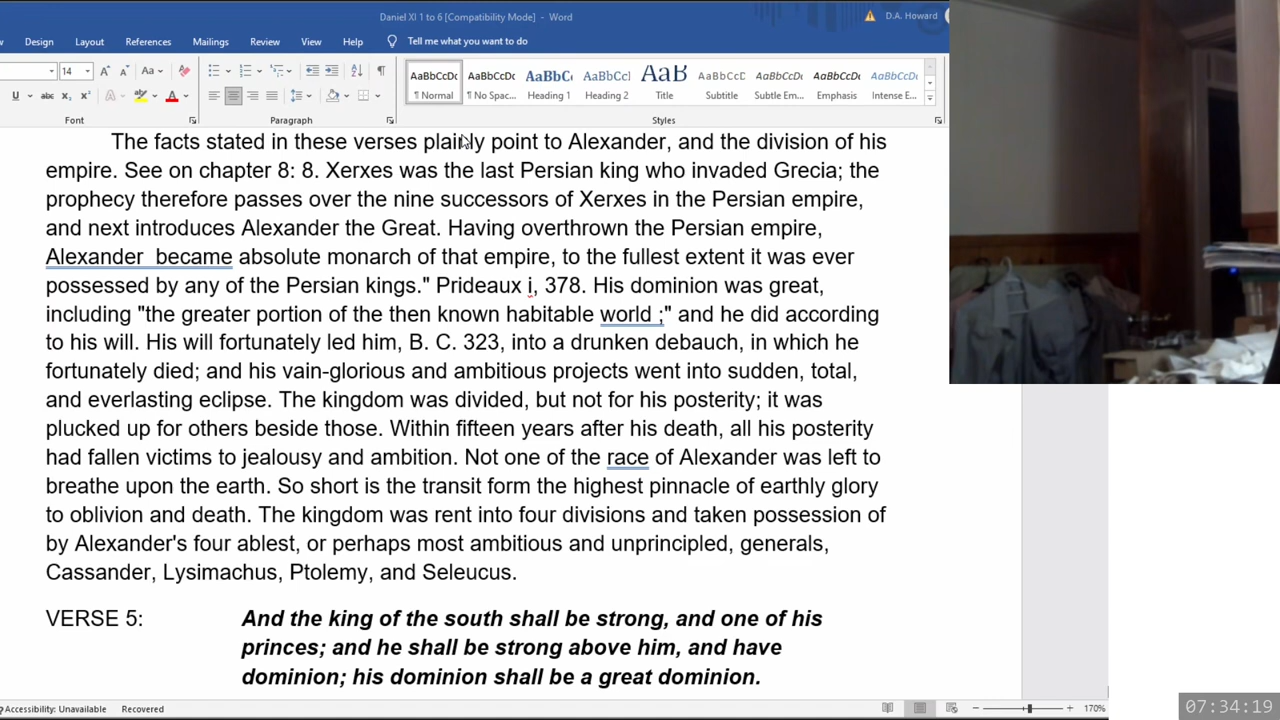 Daniel XI 1 to 6 [Compatibility Mode] - Word
D.A. Howard
Design Layout References Mailings Review View Help Tell me what you want to do
14 Aa
AaBbCcDc AaBbCcDc AaBbCc AaBbCcC AaB AaBbCcD AaBbCcDc AaBbCcDc AaBbCcDc
¶ Normal ¶ No Spac... Heading 1 Heading 2 Title Subtitle Subtle Em... Emphasis Intense E...
Font Paragraph Styles
The facts stated in these verses plainly point to Alexander, and the division of his
empire. See on chapter 8: 8. Xerxes was the last Persian king who invaded Grecia; the
prophecy therefore passes over the nine successors of Xerxes in the Persian empire,
and next introduces Alexander the Great. Having overthrown the Persian empire,
Alexander became absolute monarch of that empire, to the fullest extent it was ever
possessed by any of the Persian kings." Prideaux i, 378. His dominion was great,
including "the greater portion of the then known habitable world ;" and he did according
to his will. His will fortunately led him, B. C. 323, into a drunken debauch, in which he
fortunately died; and his vain-glorious and ambitious projects went into sudden, total,
and everlasting eclipse. The kingdom was divided, but not for his posterity; it was
plucked up for others beside those. Within fifteen years after his death, all his posterity
had fallen victims to jealousy and ambition. Not one of the race of Alexander was left to
breathe upon the earth. So short is the transit form the highest pinnacle of earthly glory
to oblivion and death. The kingdom was rent into four divisions and taken possession of
by Alexander's four ablest, or perhaps most ambitious and unprincipled, generals,
Cassander, Lysimachus, Ptolemy, and Seleucus.
VERSE 5: And the king of the south shall be strong, and one of his
princes; and he shall be strong above him, and have
dominion; his dominion shall be a great dominion.
Accessibility: Unavailable Recovered 170%
07:34:19